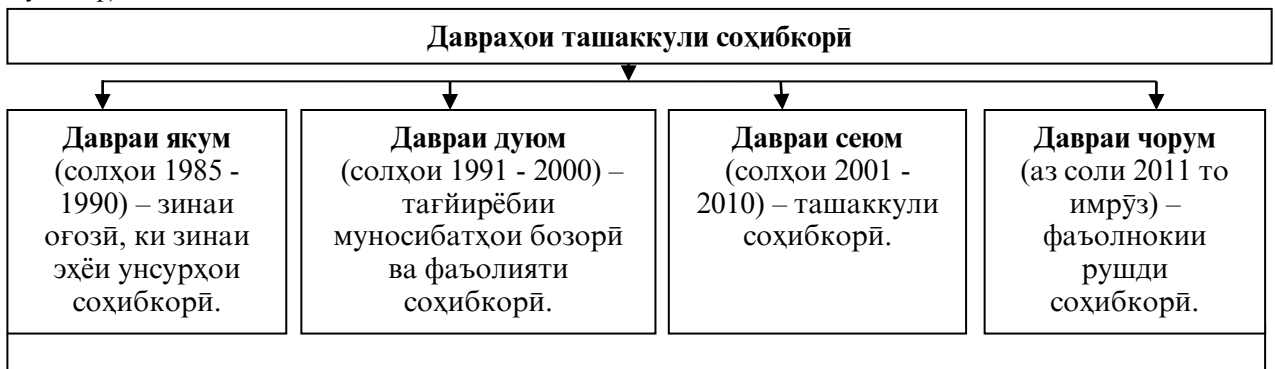 Давраҳои ташаккули соҳибкорӣ
Давраи якум
(солҳои 1985 -
1990) – зинаи
оғозӣ, ки зинаи
эҳёи унсурҳои
соҳибкорӣ.
Давраи дуюм
(солҳои 1991 - 2000) –
тағйирёбии
муносибатҳои бозорӣ
ва фаъолияти
соҳибкорӣ.
Давраи сеюм
(солҳои 2001 -
2010) – ташаккули
соҳибкорӣ.
Давраи чорум
(аз соли 2011 то
имрӯз) –
фаъолнокии
рушди
соҳибкорӣ.